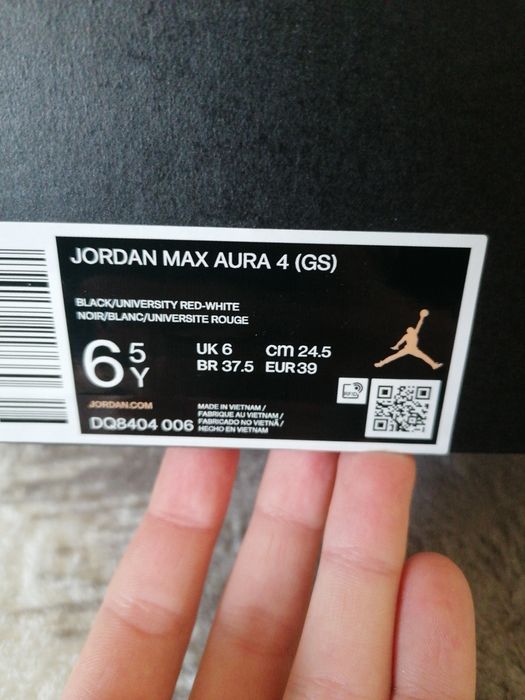 JORDAN MAX AURA 4 (GS)
BLACK/UNIVERSITY RED-WHITE
NOIR/BLANC/UNIVERSITE ROUGE
6 5Y
UK 6 cm 24.5
BR 37.5 EUR 39
RFID
JORDAN.COM
DQ8404 006
MADE IN VIETNAM /
FABRIQUE AU VIETNAM /
FABRICADO NO VIETNÃ /
HECHO EN VIETNAM